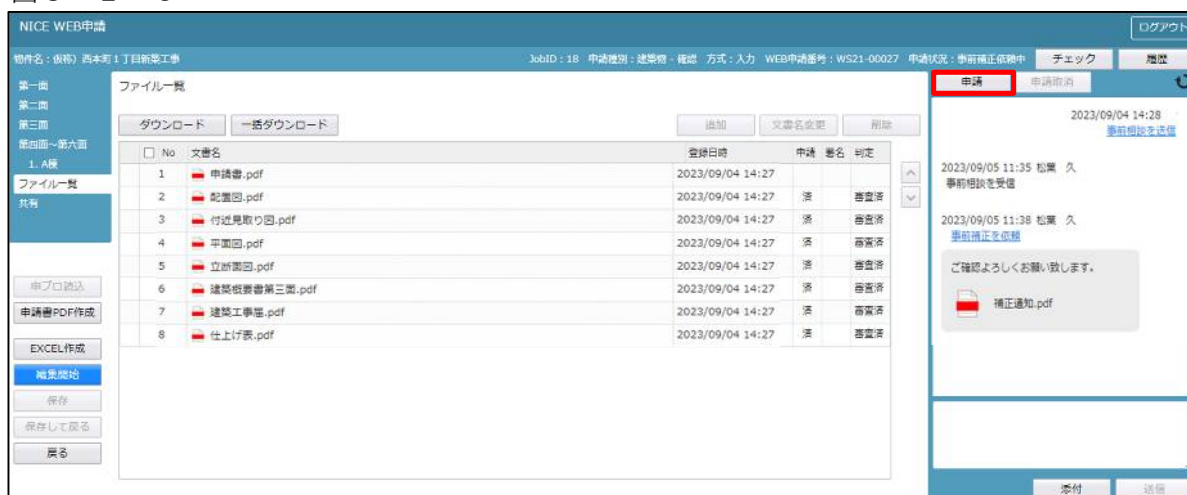 NICE WEB申請
ログアウト
物件名：(仮称) 西本町１丁目新築工事
JobID：18 申請種別：建築物 - 確認 方式：入力 WEB申請番号：WS21-00027 申請状況：事前補正依頼中
チェック
履歴
第一面
第二面
第三面
第四面～第六面
1. A棟
ファイル一覧
共有
申プロ読込
申請書PDF作成
EXCEL作成
編集開始
保存
保存して戻る
戻る
ファイル一覧
ダウンロード 一括ダウンロード 追加 文書名変更 削除
No 文書名 登録日時 申請 署名 判定
1 申請書.pdf 2023/09/04 14:27
2 配置図.pdf 2023/09/04 14:27 済 審査済
3 付近見取り図.pdf 2023/09/04 14:27 済 審査済
4 平面図.pdf 2023/09/04 14:27 済 審査済
5 立断面図.pdf 2023/09/04 14:27 済 審査済
6 建築概要書第三面.pdf 2023/09/04 14:27 済 審査済
7 建築工事届.pdf 2023/09/04 14:27 済 審査済
8 仕上げ表.pdf 2023/09/04 14:27 済 審査済
申請 申請取消
2023/09/04 14:28
事前相談を送信
2023/09/05 11:35 松葉 久
事前相談を受信
2023/09/05 11:38 松葉 久
事前補正を依頼
ご確認よろしくお願い致します。
補正通知.pdf
添付 送信